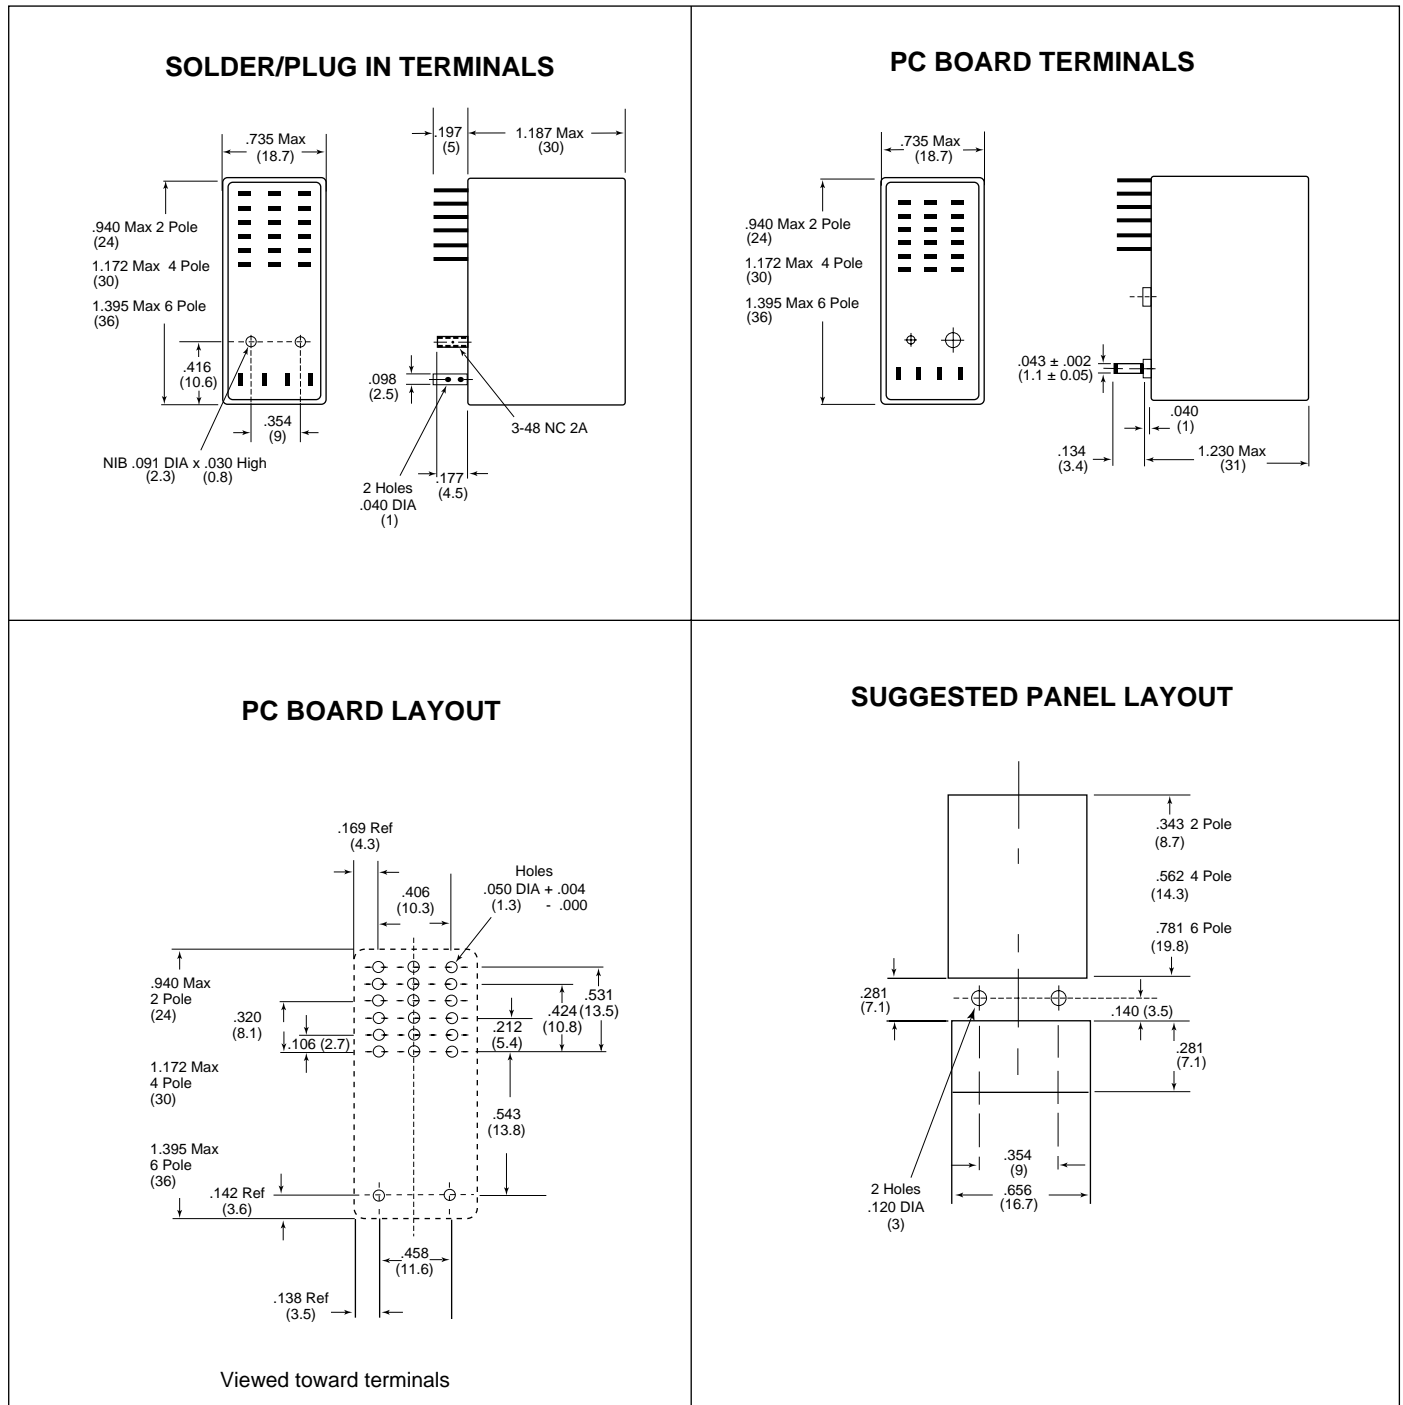 SOLDER/PLUG IN TERMINALS
.735 Max
(18.7)
.197
(5)
1.187 Max
(30)
.940 Max 2 Pole
(24)
1.172 Max 4 Pole
(30)
1.395 Max 6 Pole
(36)
.416
(10.6)
.354
(9)
NIB .091 DIA x .030 High
(2.3) (0.8)
.098
(2.5)
3-48 NC 2A
.177
(4.5)
2 Holes
.040 DIA
(1)
PC BOARD TERMINALS
.735 Max
(18.7)
.940 Max 2 Pole
(24)
1.172 Max 4 Pole
(30)
1.395 Max 6 Pole
(36)
.043 ± .002
(1.1 ± 0.05)
.040
(1)
.134
(3.4)
1.230 Max
(31)
PC BOARD LAYOUT
.169 Ref
(4.3)
.406
(10.3)
Holes
.050 DIA + .004
(1.3) - .000
.940 Max
2 Pole
(24)
.320
(8.1)
.106 (2.7)
.531
(13.5)
.424
(10.8)
.212
(5.4)
1.172 Max
4 Pole
(30)
.543
(13.8)
1.395 Max
6 Pole
(36)
.142 Ref
(3.6)
.458
(11.6)
.138 Ref
(3.5)
Viewed toward terminals
SUGGESTED PANEL LAYOUT
.343 2 Pole
(8.7)
.562 4 Pole
(14.3)
.781 6 Pole
(19.8)
.281
(7.1)
.140 (3.5)
.281
(7.1)
.354
(9)
.656
(16.7)
2 Holes
.120 DIA
(3)